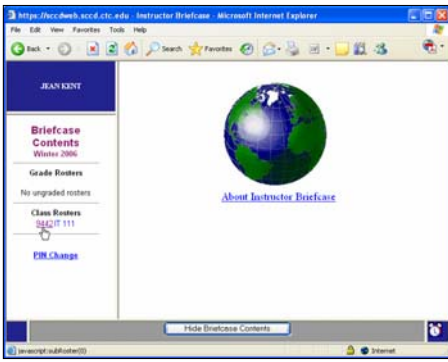 https://sccdweb.sccd.ctc.edu - Instructor Briefcase - Microsoft Internet Explorer
File Edit View Favorites Tools Help
Back Search Favorites
JEAN KENT
Briefcase
Contents
Winter 2006
Grade Rosters
No ungraded rosters
Class Rosters
9442 IT 111
PIN Change
About Instructor Briefcase
Hide Briefcase Contents
javascript:subRoster(0) Internet